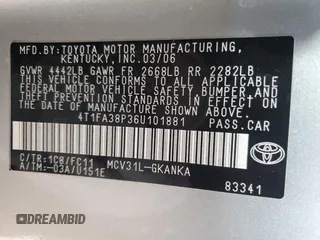 MFD. BY: TOYOTA MOTOR MANUFACTURING,
KENTUCKY, INC. 03/06
GVWR 4442LB GAWR FR 2668LB RR 2282LB
THIS VEHICLE CONFORMS TO ALL APPLICABLE
FEDERAL MOTOR VEHICLE SAFETY, BUMPER,
AND THEFT PREVENTION STANDARDS IN EFFECT
ON THE DATE OF MANUFACTURE SHOWN ABOVE.
4T1FA38P36U101881 PASS. CAR
C/TR:1C8/FC11 MCV31L-GKANKA
A/TM:-03A/U151E
TOYOTA
83341
DREAMBID